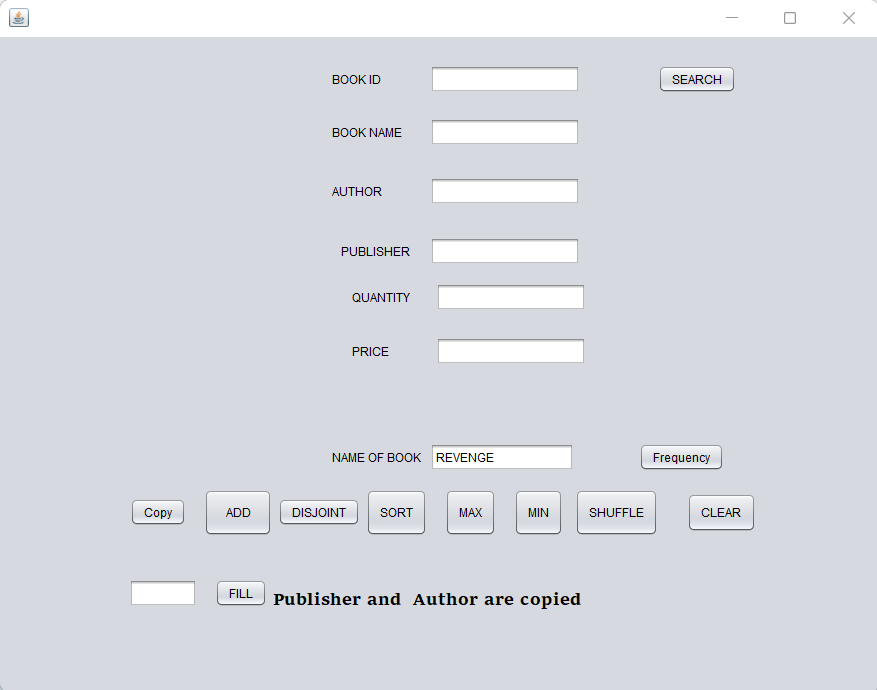 BOOK ID SEARCH
BOOK NAME
AUTHOR
PUBLISHER
QUANTITY
PRICE
NAME OF BOOK REVENGE Frequency
Copy ADD DISJOINT SORT MAX MIN SHUFFLE CLEAR
FILL Publisher and  Author are copied